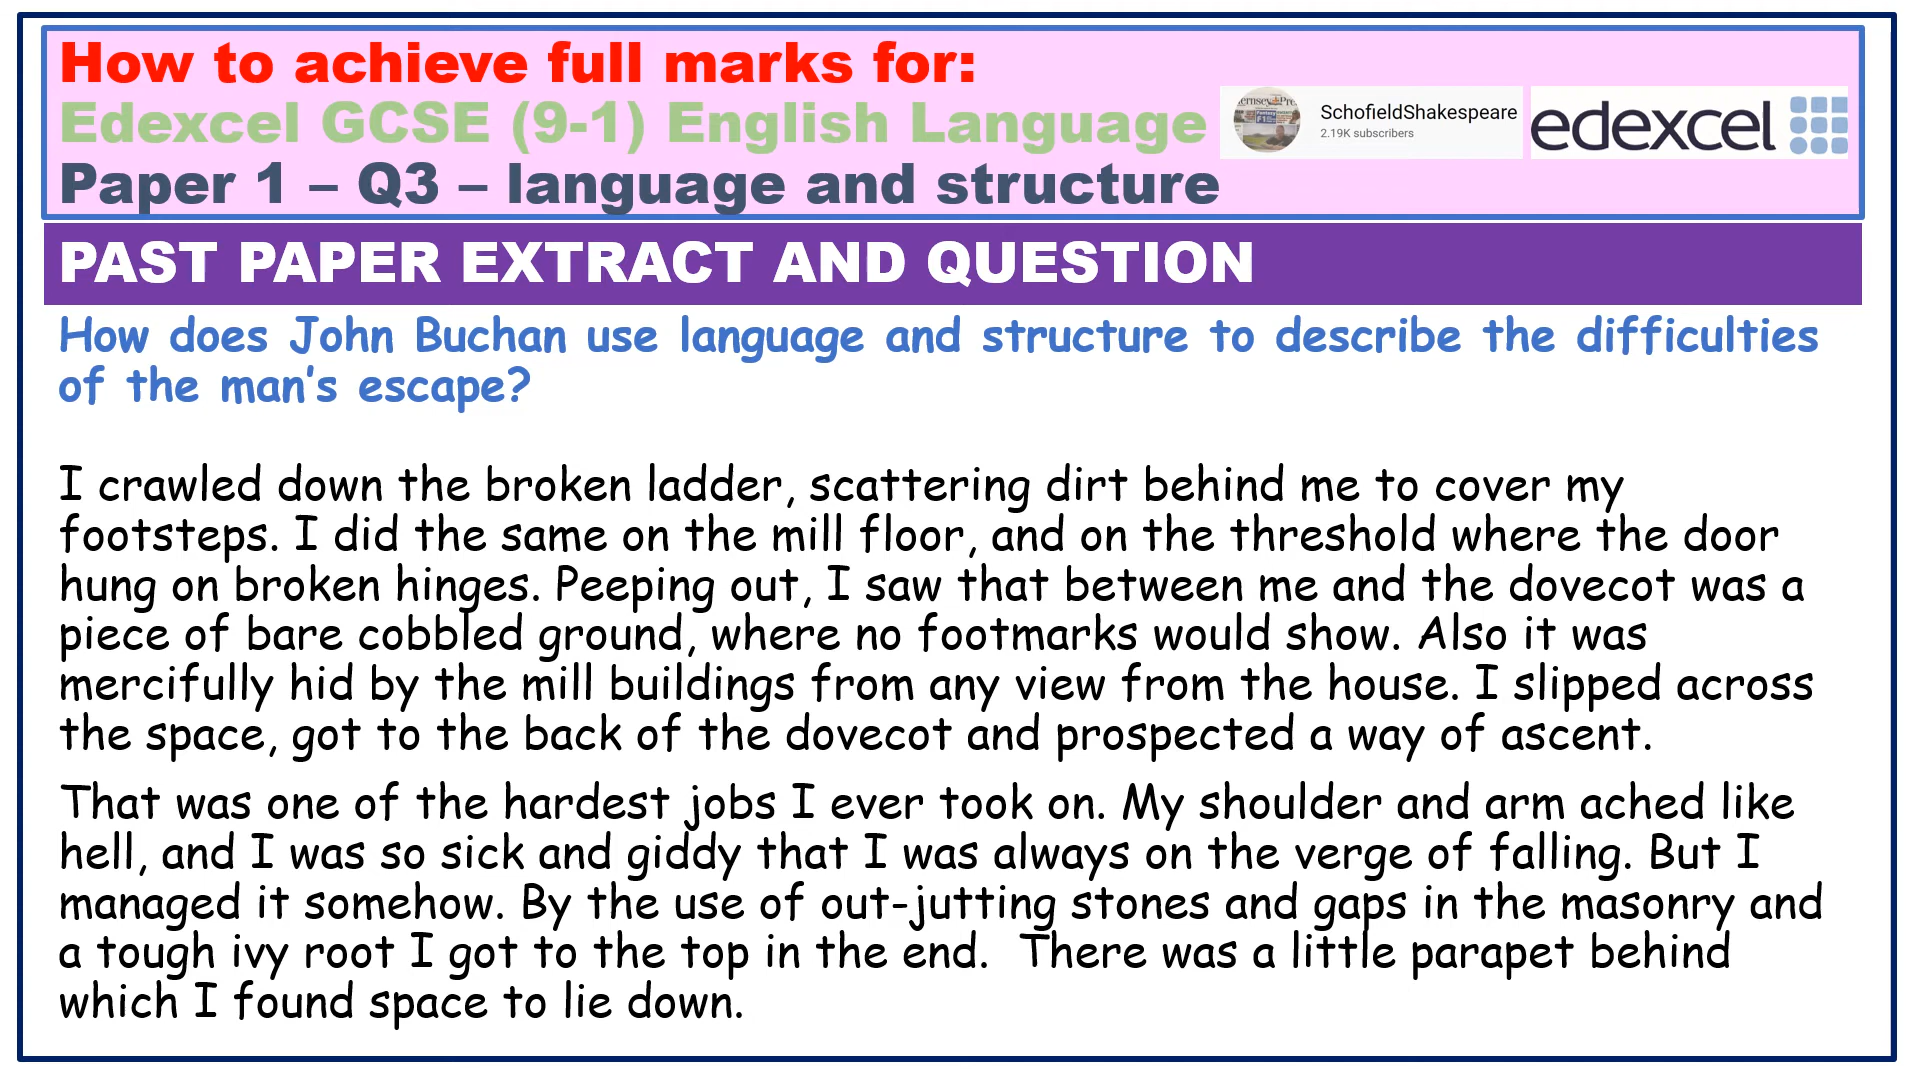 How to achieve full marks for:
Edexcel GCSE (9-1) English Language
Paper 1 – Q3 – language and structure
SchofieldShakespeare
2.19K subscribers
edexcel
PAST PAPER EXTRACT AND QUESTION
How does John Buchan use language and structure to describe the difficulties
of the man's escape?
I crawled down the broken ladder, scattering dirt behind me to cover my
footsteps. I did the same on the mill floor, and on the threshold where the door
hung on broken hinges. Peeping out, I saw that between me and the dovecot was a
piece of bare cobbled ground, where no footmarks would show. Also it was
mercifully hid by the mill buildings from any view from the house. I slipped across
the space, got to the back of the dovecot and prospected a way of ascent.
That was one of the hardest jobs I ever took on. My shoulder and arm ached like
hell, and I was so sick and giddy that I was always on the verge of falling. But I
managed it somehow. By the use of out-jutting stones and gaps in the masonry and
a tough ivy root I got to the top in the end.  There was a little parapet behind
which I found space to lie down.